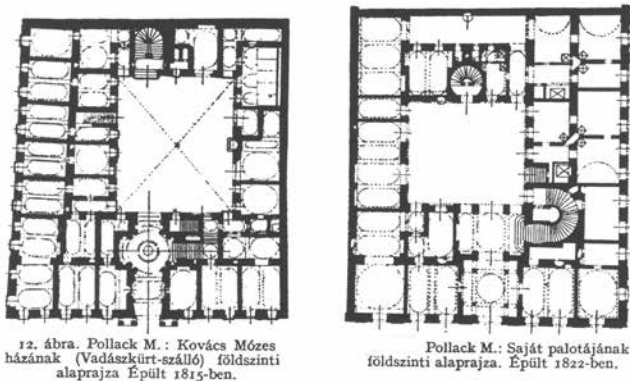 12. ábra. Pollack M.: Kovács Mózes
házának (Vadászkürt-szálló) földszinti
alaprajza Épült 1815-ben.
Pollack M.: Saját palotájának
földszinti alaprajza. Épült 1822-ben.